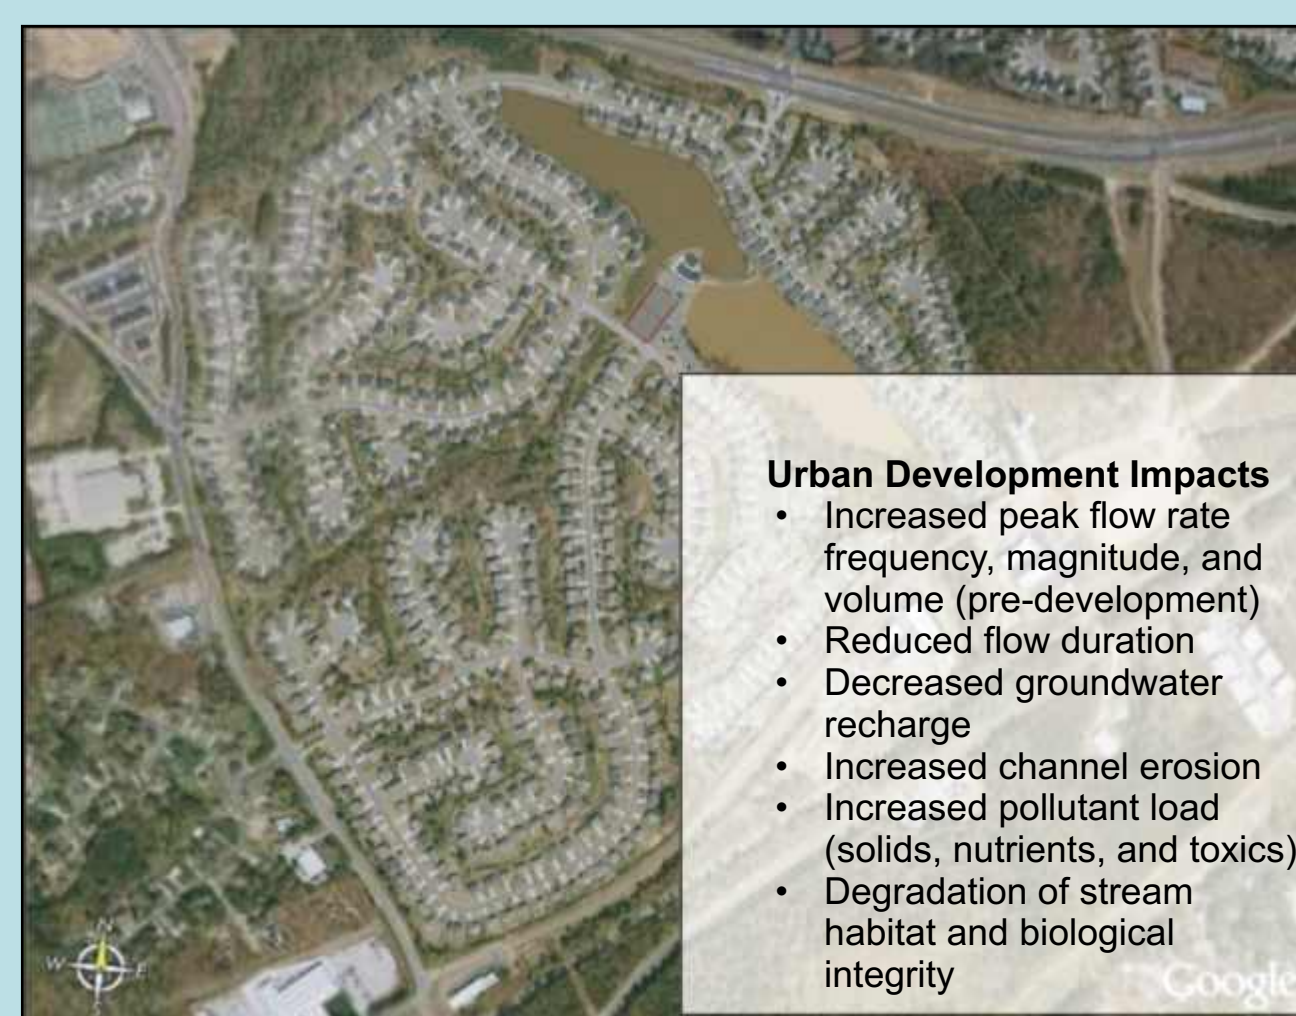 Urban Development Impacts
• Increased peak flow rate
frequency, magnitude, and
volume (pre-development)
• Reduced flow duration
• Decreased groundwater
recharge
• Increased channel erosion
• Increased pollutant load
(solids, nutrients, and toxics)
• Degradation of stream
habitat and biological
integrity
N
W E
S
Google